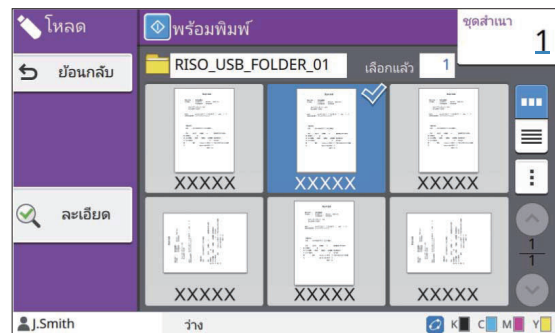 โหลด
พร้อมพิมพ์
ชุดสำเนา
1
ย้อนกลับ
RISO_USB_FOLDER_01
เลือกแล้ว 1
XXXXX XXXXX XXXXX
ละเอียด
1
1
XXXXX XXXXX XXXXX
J.Smith
ว่าง
K C M Y